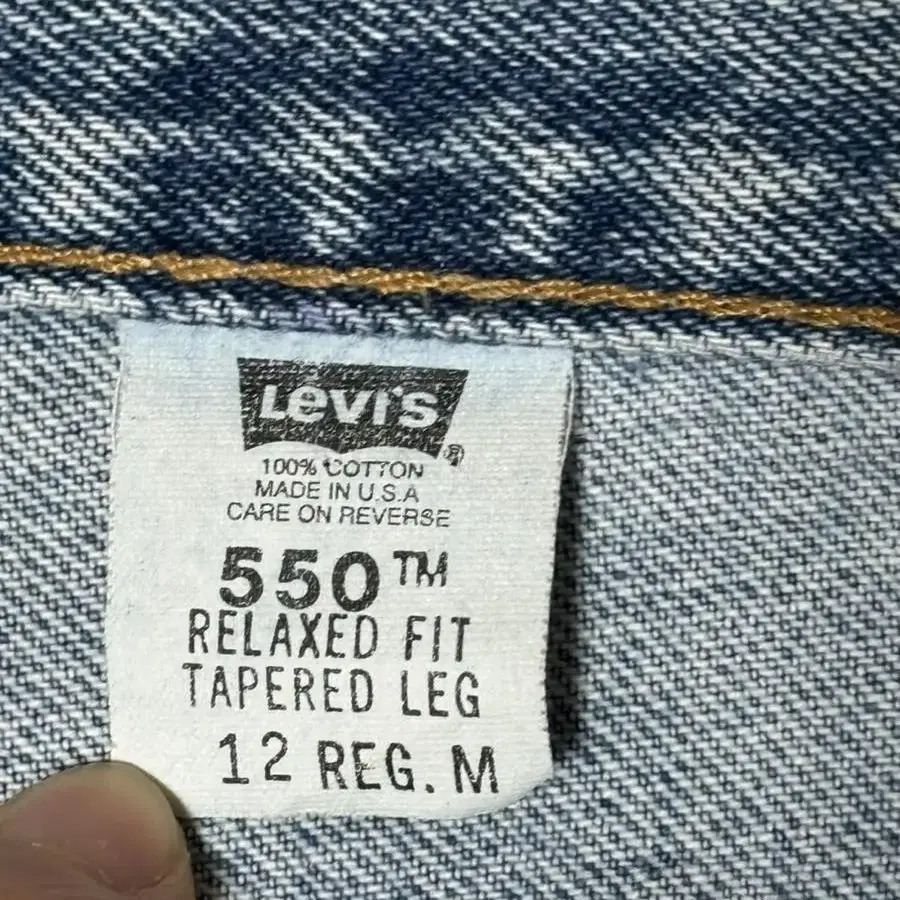 Levi's®
100% COTTON
MADE IN U.S.A
CARE ON REVERSE
550™
RELAXED FIT
TAPERED LEG
12 REG. M